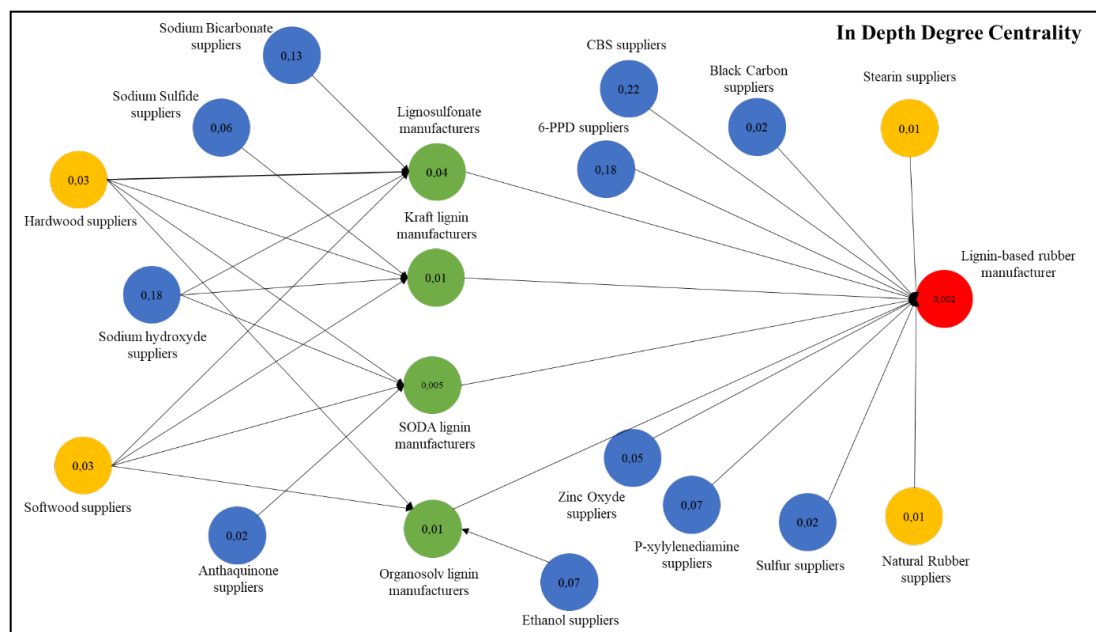 In Depth Degree Centrality
Sodium Bicarbonate
suppliers
0,13
Sodium Sulfide
suppliers
0,06
0,03
Hardwood suppliers
0,18
Sodium hydroxyde
suppliers
0,03
Softwood suppliers
0,02
Anthaquinone
suppliers
Lignosulfonate
manufacturers
0,04
Kraft lignin
manufacturers
0,01
0,005
SODA lignin
manufacturers
0,01
Organosolv lignin
manufacturers
0,07
Ethanol suppliers
CBS suppliers
0,22
6-PPD suppliers
0,18
Black Carbon
suppliers
0,02
Stearin suppliers
0,01
Lignin-based rubber
manufacturer
0,002
0,05
Zinc Oxyde
suppliers
0,07
P-xylylenediamine
suppliers
0,02
Sulfur suppliers
0,01
Natural Rubber
suppliers